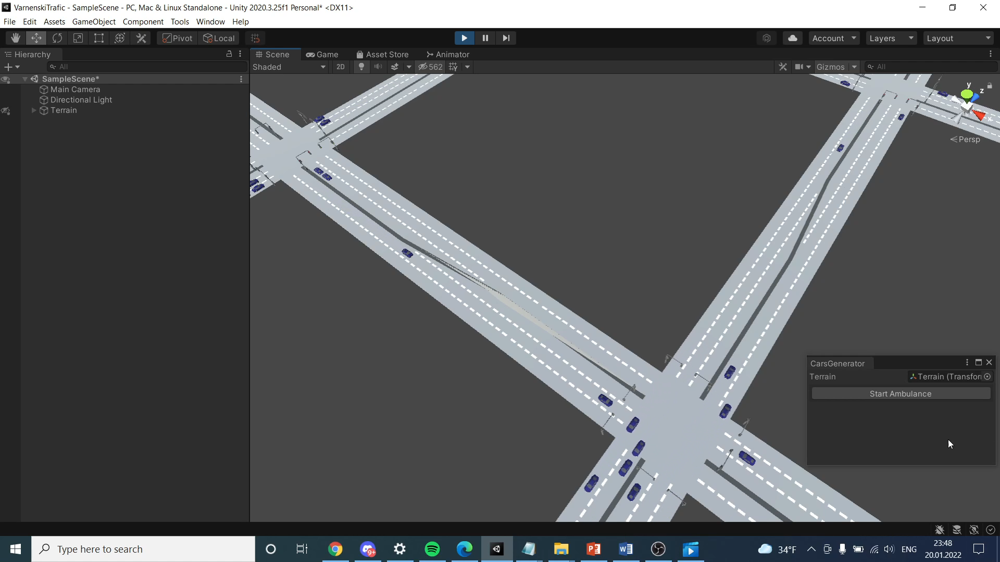 VarnenskiTrafic - SampleScene - PC, Mac & Linux Standalone - Unity 2020.3.25f1 Personal* <DX11>
File Edit Assets GameObject Component Tools Window Help
Pivot Local Account Layers Layout
Hierarchy
All
SampleScene*
Main Camera
Directional Light
Terrain
Scene Game Asset Store Animator
Shaded 2D 562 Gizmos All
y
z
x
Persp
CarsGenerator
Terrain Terrain (Transfor
Start Ambulance
Type here to search
9+
34°F ENG
23:48
20.01.2022